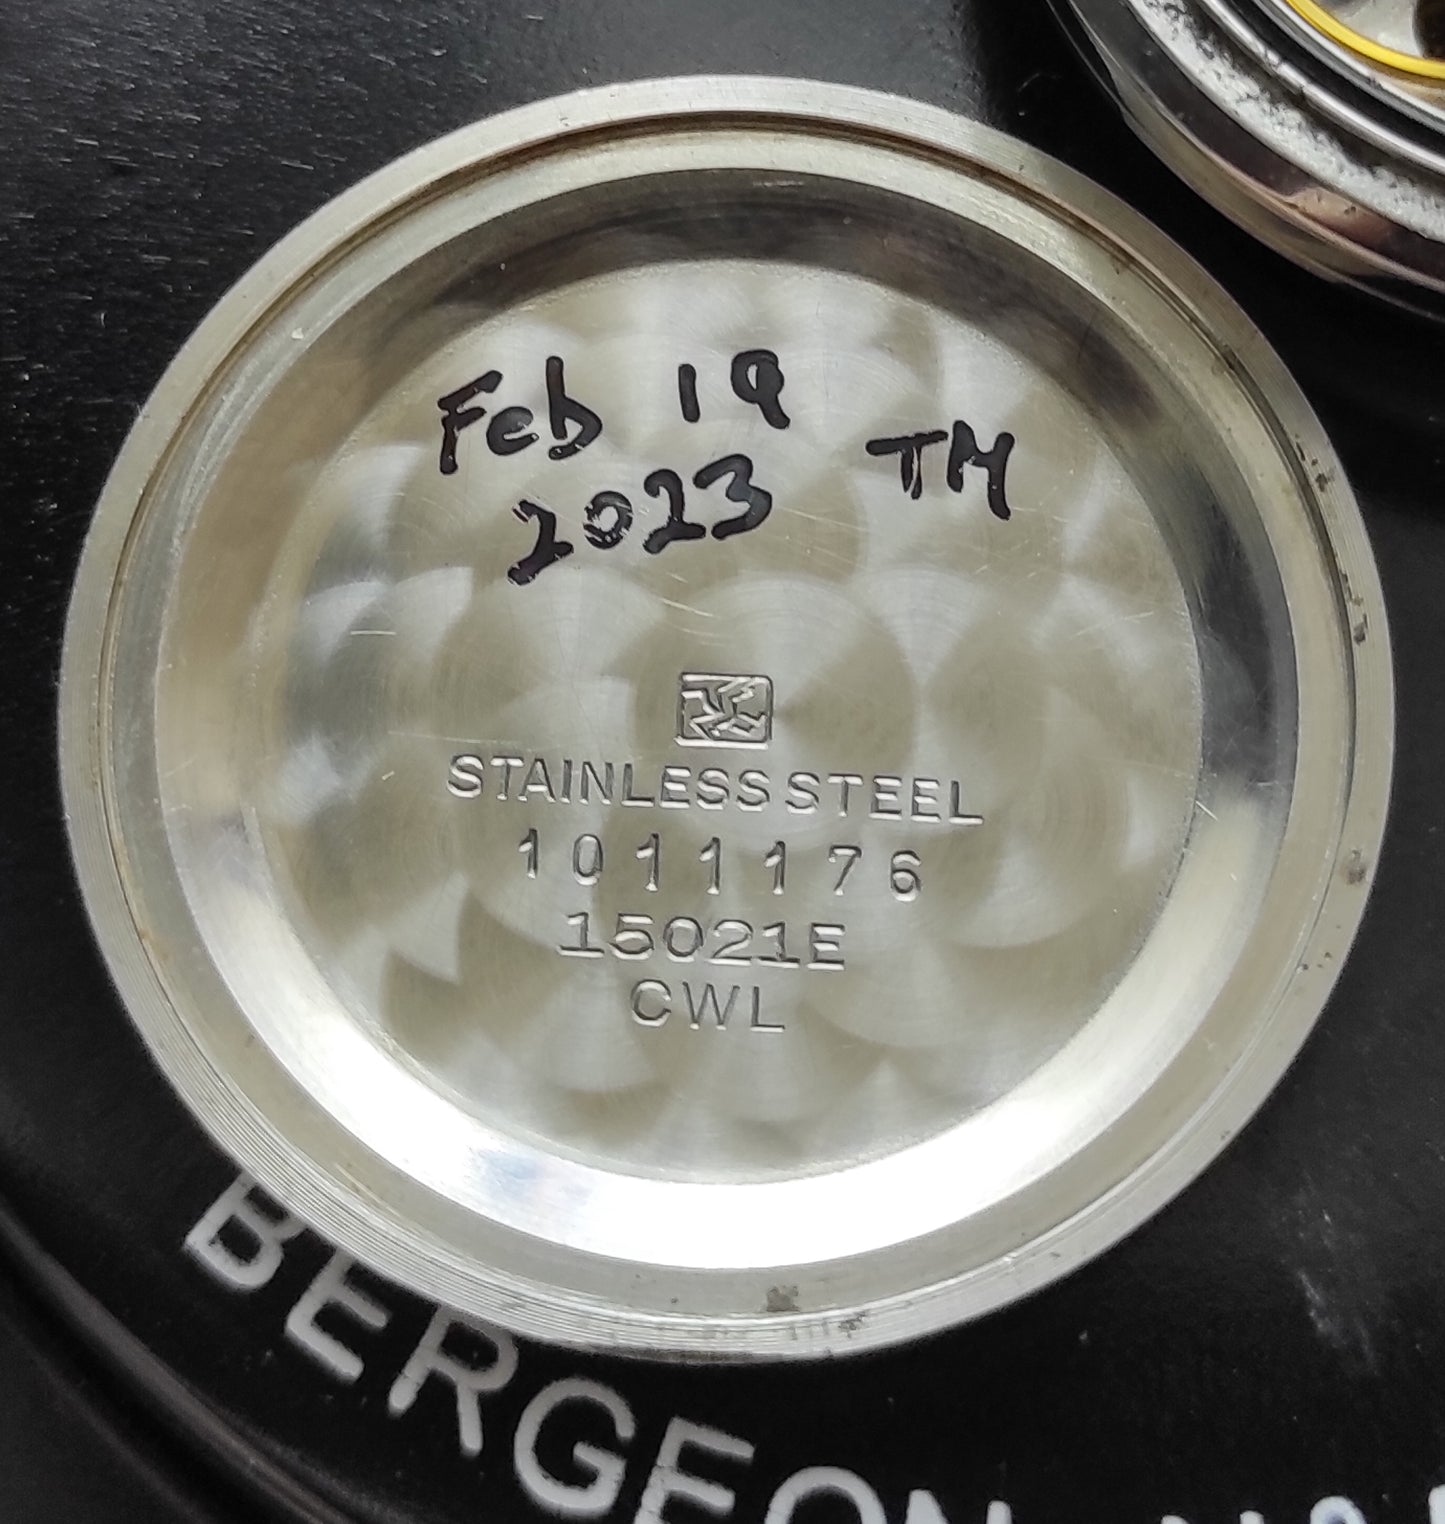 Feb 19
2023
TM
STAINLESS STEEL
1011176
15021E
CWL
BERGEON